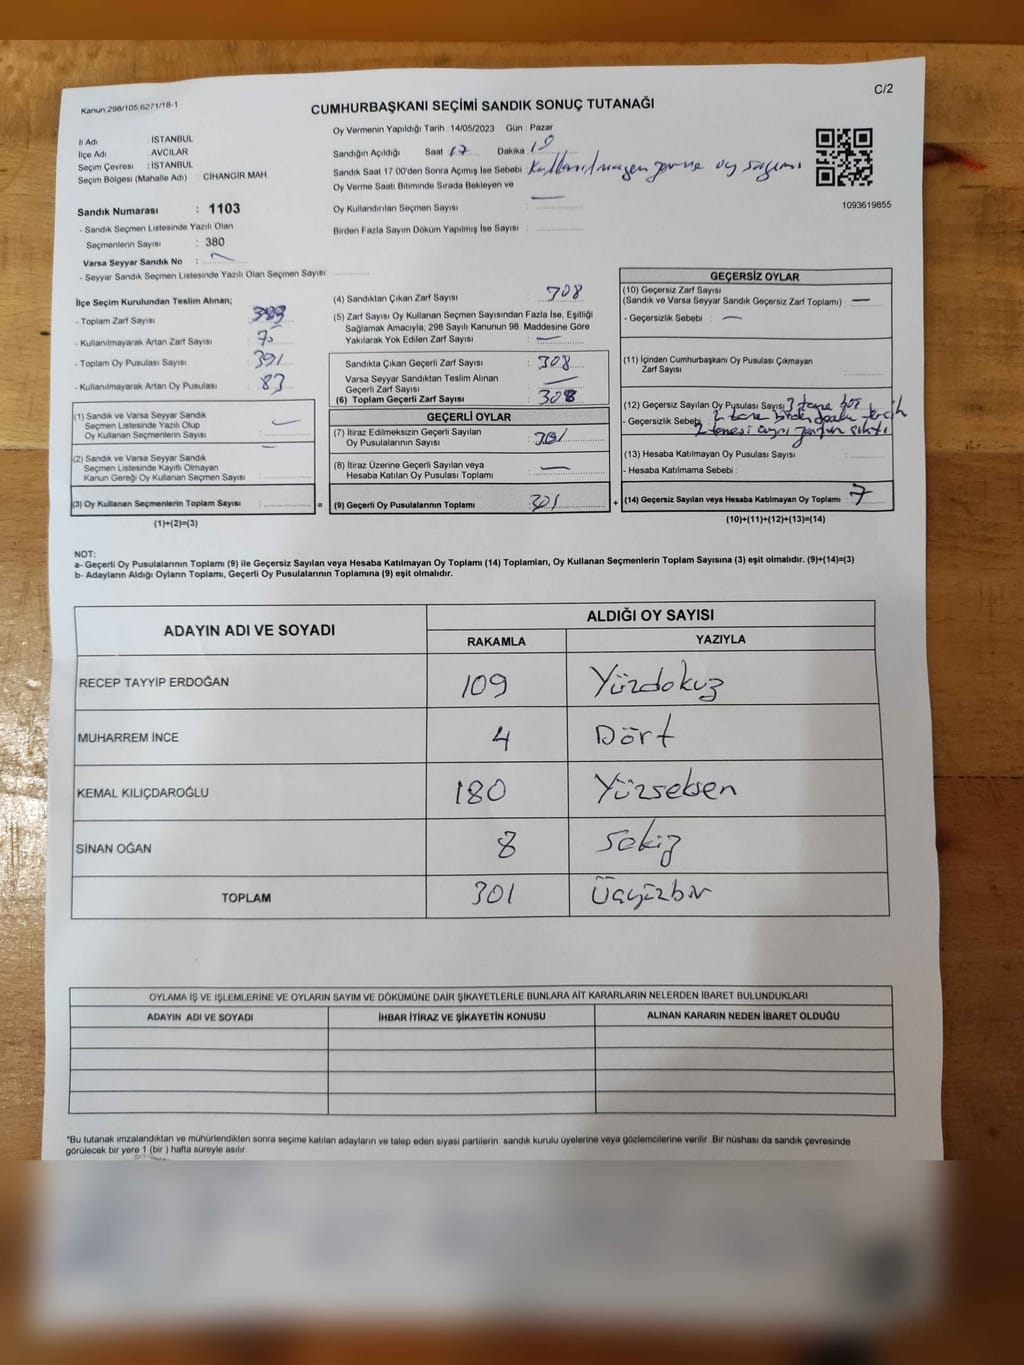 Kanun:298/105;6271/18-1
C/2
CUMHURBAŞKANI SEÇİMİ SANDIK SONUÇ TUTANAĞI
İl Adı : İSTANBUL
İlçe Adı : AVCILAR
Seçim Çevresi : İSTANBUL
Seçim Bölgesi (Mahalle Adı) : CİHANGİR MAH
Oy Vermenin Yapıldığı Tarih : 14/05/2023 Gün : Pazar
Sandığın Açıldığı Saat 17 Dakika
Sandık Saat 17.00'den Sonra Açımış İse Sebebi oy sayımı
Oy Verme Saati Bitiminde Sırada Bekleyen ve
Oy Kullandırılan Seçmen Sayısı : —
Birden Fazla Sayım Döküm Yapılmış İse Sayısı :
1093619855
Sandık Numarası : 1103
- Sandık Seçmen Listesinde Yazılı Olan
Seçmenlerin Sayısı : 380
Varsa Seyyar Sandık No :
- Seyyar Sandık Seçmen Listesinde Yazılı Olan Seçmen Sayısı:
İlçe Seçim Kurulundan Teslim Alınan;
- Toplam Zarf Sayısı :
- Kullanılmayarak Artan Zarf Sayısı : 75
- Toplam Oy Pusulası Sayısı : 391
- Kullanılmayarak Artan Oy Pusulası : 83
(1) Sandık ve Varsa Seyyar Sandık
Seçmen Listesinde Yazılı Olup
Oy Kullanan Seçmenlerin Sayısı : —
(2) Sandık ve Varsa Seyyar Sandık
Seçmen Listesinde Kayıtlı Olmayan
Kanun Gereği Oy Kullanan Seçmen Sayısı : —
(3) Oy Kullanan Seçmenlerin Toplam Sayısı : =
(1)+(2)=(3)
(4) Sandıktan Çıkan Zarf Sayısı : 308
(5) Zarf Sayısı Oy Kullanan Seçmen Sayısından Fazla İse, Eşitliği
Sağlamak Amacıyla, 298 Sayılı Kanunun 98. Maddesine Göre
Yakılarak Yok Edilen Zarf Sayısı : —
Sandıkta Çıkan Geçerli Zarf Sayısı : 308
Varsa Seyyar Sandıktan Teslim Alınan
Geçerli Zarf Sayısı : —
(6) Toplam Geçerli Zarf Sayısı : 308
GEÇERLİ OYLAR
(7) İtiraz Edilmeksizin Geçerli Sayılan
Oy Pusulalarının Sayısı : 301
(8) İtiraz Üzerine Geçerli Sayılan veya
Hesaba Katılan Oy Pusulası Toplamı : —
(9) Geçerli Oy Pusulalarının Toplamı : 301 +
GEÇERSİZ OYLAR
(10) Geçersiz Zarf Sayısı
(Sandık ve Varsa Seyyar Sandık Geçersiz Zarf Toplamı) : —
- Geçersizlik Sebebi : —
(11) İçinden Cumhurbaşkanı Oy Pusulası Çıkmayan
Zarf Sayısı :
(12) Geçersiz Sayılan Oy Pusulası Sayısı : 3 tane boş
- Geçersizlik Sebebi : 2 tane tercih
2 tanesi ayrı çıktı
(13) Hesaba Katılmayan Oy Pusulası Sayısı :
- Hesaba Katılmama Sebebi :
(14) Geçersiz Sayılan veya Hesaba Katılmayan Oy Toplamı : 7
(10)+(11)+(12)+(13)=(14)
NOT:
a- Geçerli Oy Pusulalarının Toplamı (9) ile Geçersiz Sayılan veya Hesaba Katılmayan Oy Toplamı (14) Toplamları, Oy Kullanan Seçmenlerin Toplam Sayısına (3) eşit olmalıdır. (9)+(14)=(3)
b- Adayların Aldığı Oyların Toplamı, Geçerli Oy Pusulalarının Toplamına (9) eşit olmalıdır.
ADAYIN ADI VE SOYADI
ALDIĞI OY SAYISI
RAKAMLA YAZIYLA
RECEP TAYYİP ERDOĞAN 109 Yüzdokuz
MUHARREM İNCE 4 Dört
KEMAL KILIÇDAROĞLU 180 Yüzseksen
SİNAN OĞAN 8 Sekiz
TOPLAM 301 Üçyüzbir
OYLAMA İŞ VE İŞLEMLERİNE VE OYLARIN SAYIM VE DÖKÜMÜNE DAİR ŞİKAYETLERLE BUNLARA AİT KARARLARIN NELERDEN İBARET BULUNDUKLARI
ADAYIN ADI VE SOYADI İHBAR İTİRAZ VE ŞİKAYETİN KONUSU ALINAN KARARIN NEDEN İBARET OLDUĞU
*Bu tutanak imzalandıktan ve mühürlendikten sonra seçime katılan adayların ve talep eden siyasi partilerin sandık kurulu üyelerine veya gözlemcilerine verilir .Bir nüshası da sandık çevresinde
görülecek bir yere 1 (bir ) hafta süreyle asılır.